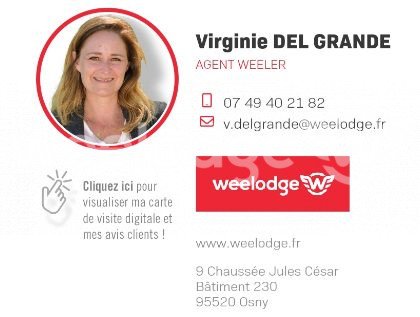 Virginie DEL GRANDE
AGENT WEELER
07 49 40 21 82
v.delgrande@weelodge.fr
Cliquez ici pour
visualiser ma carte
de visite digitale et
mes avis clients !
weelodge W
www.weelodge.fr
9 Chaussée Jules César
Bâtiment 230
95520 Osny